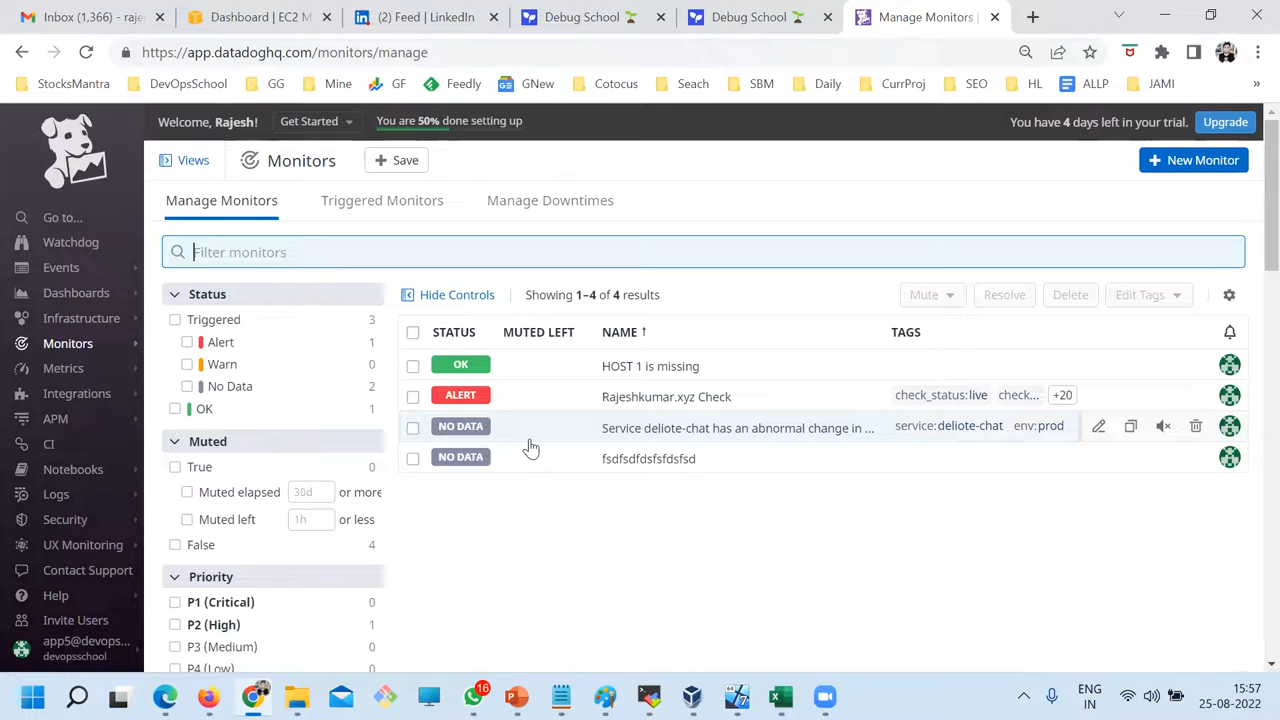 Inbox (1,366) - rajes
Dashboard | EC2 M
(2) Feed | LinkedIn
Debug School
Debug School
Manage Monitors |
https://app.datadoghq.com/monitors/manage
StocksMantra
DevOpsSchool
GG
Mine
GF
Feedly
GNew
Cotocus
Seach
SBM
Daily
CurrProj
SEO
HL
ALLP
JAMI
»
Welcome, Rajesh!
Get Started
You are 50% done setting up
You have 4 days left in your trial.
Upgrade
Views
Monitors
+ Save
+ New Monitor
Manage Monitors
Triggered Monitors
Manage Downtimes
Filter monitors
Go to...
Watchdog
Events
Dashboards
Infrastructure
Monitors
Metrics
Integrations
APM
CI
Notebooks
Logs
Security
UX Monitoring
Contact Support
Help
Invite Users
app5@devops...
devopsschool
Status
Triggered 3
Alert 1
Warn 0
No Data 2
OK 1
Muted
True 0
Muted elapsed 30d or more
Muted left 1h or less
False 4
Priority
P1 (Critical) 0
P2 (High) 1
P3 (Medium) 0
P4 (Low) 0
Hide Controls
Showing 1–4 of 4 results
Mute
Resolve
Delete
Edit Tags
STATUS MUTED LEFT NAME ↑ TAGS
OK HOST 1 is missing
ALERT Rajeshkumar.xyz Check check_status:live check... +20
NO DATA Service deliote-chat has an abnormal change in ... service:deliote-chat env:prod
NO DATA fsdfsdfdsfsfdsfsd
16
64
ENG
IN
15:57
25-08-2022